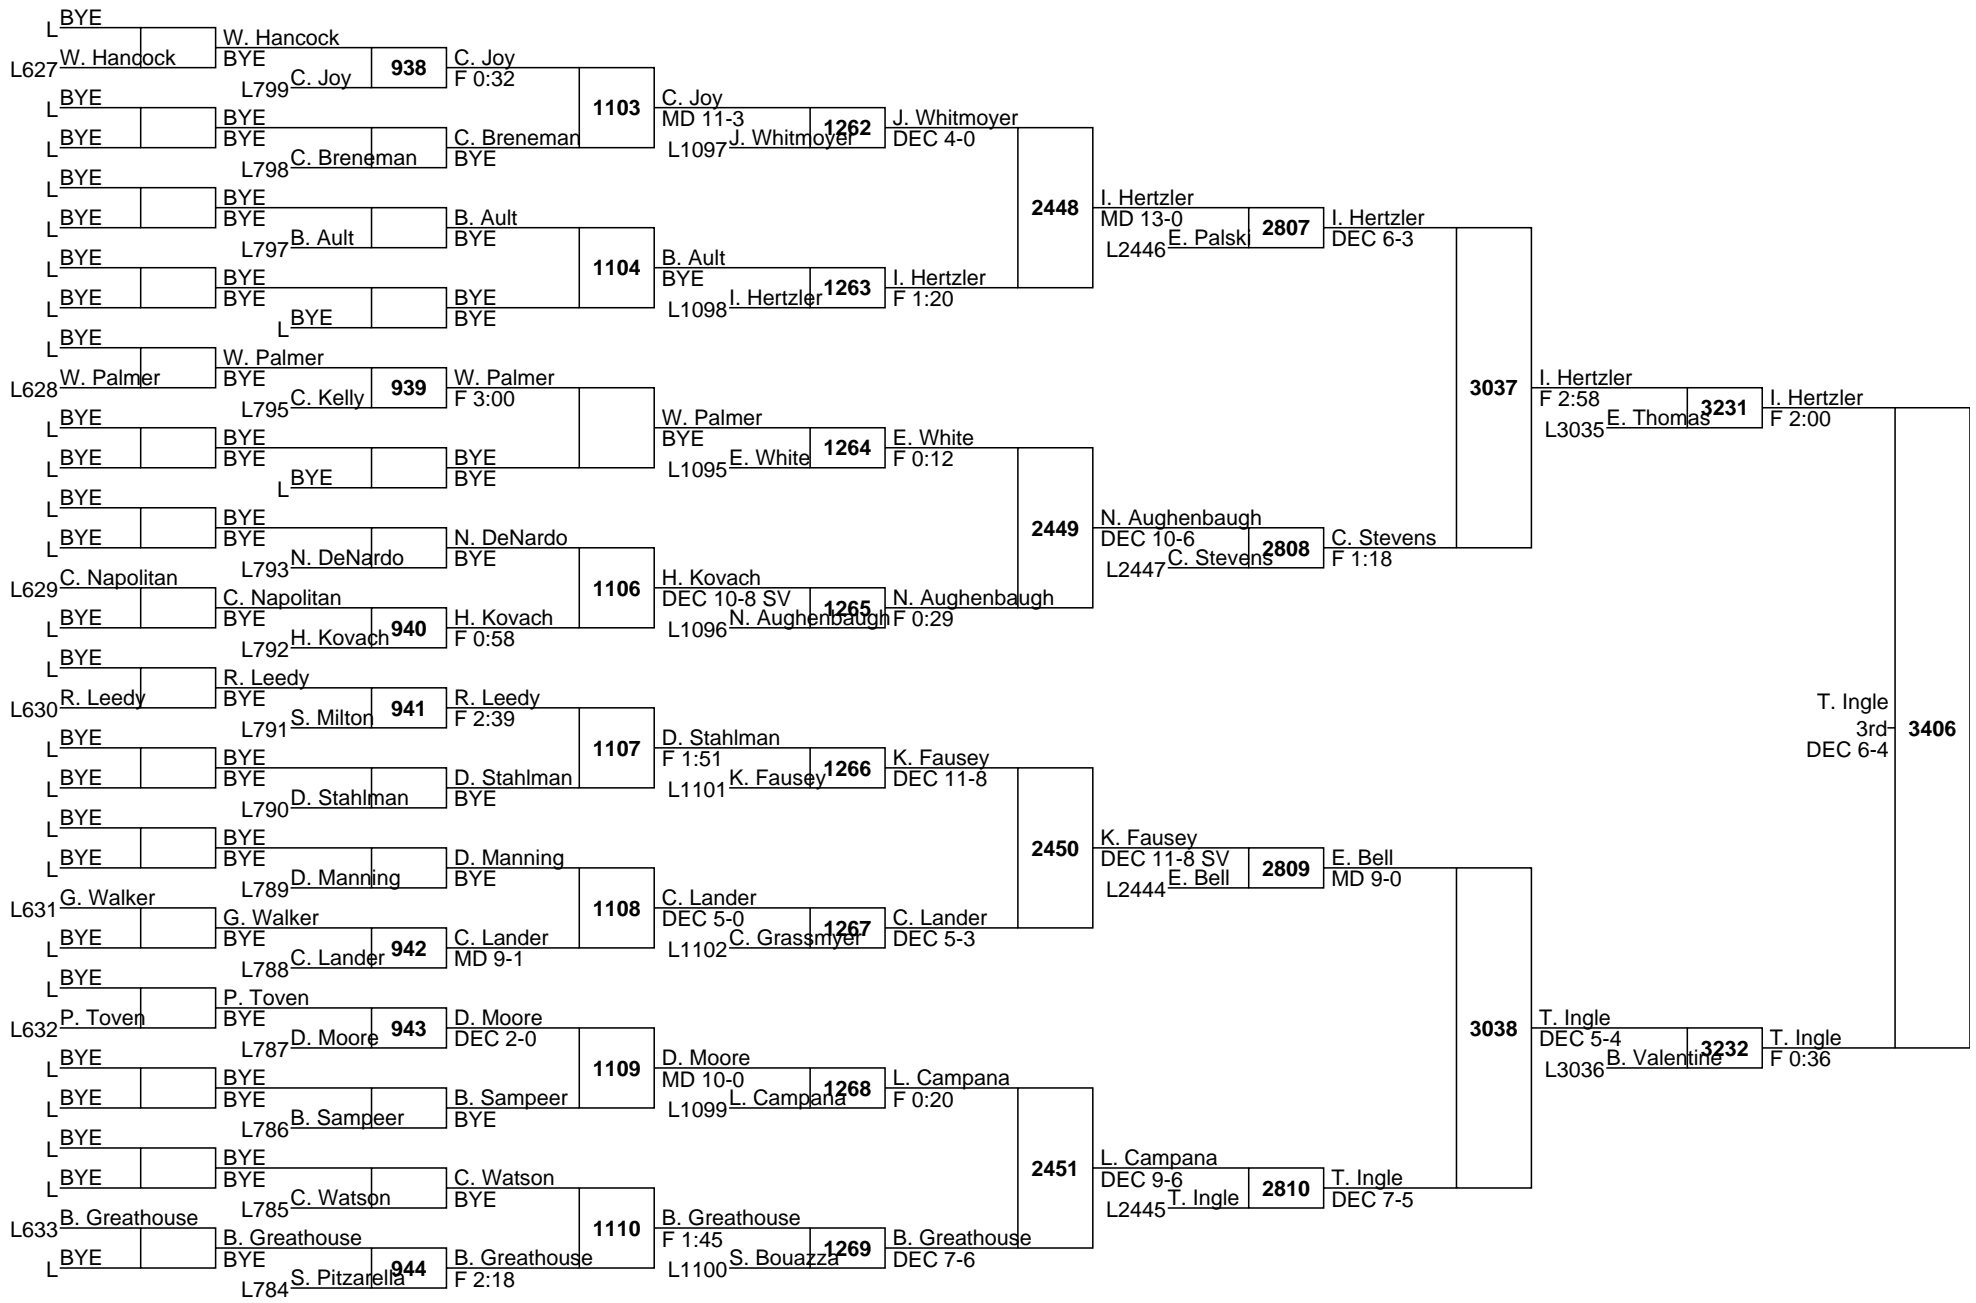 BYE
L
W. Hancock
L627
W. Hancock
BYE
C. Joy
L799
938
C. Joy
F 0:32
BYE
L
BYE
L
BYE
BYE
C. Breneman
L798
C. Breneman
BYE
1103
C. Joy
MD 11-3
J. Whitmoyer
L1097
1262
J. Whitmoyer
DEC 4-0
BYE
L
BYE
L
BYE
BYE
B. Ault
L797
B. Ault
BYE
BYE
L
BYE
L
BYE
BYE
BYE
L
BYE
BYE
1104
B. Ault
BYE
I. Hertzler
L1098
1263
I. Hertzler
F 1:20
2448
I. Hertzler
MD 13-0
E. Palski
L2446
2807
I. Hertzler
DEC 6-3
BYE
L
W. Palmer
L628
W. Palmer
BYE
C. Kelly
L795
939
W. Palmer
F 3:00
BYE
L
BYE
L
BYE
BYE
BYE
L
BYE
BYE
W. Palmer
BYE
E. White
L1095
1264
E. White
F 0:12
BYE
L
BYE
L
BYE
BYE
N. DeNardo
L793
N. DeNardo
BYE
C. Napolitan
L629
BYE
L
C. Napolitan
BYE
H. Kovach
L792
940
H. Kovach
F 0:58
1106
H. Kovach
DEC 10-8 SV
N. Aughenbaugh
L1096
1265
N. Aughenbaugh
F 0:29
2449
N. Aughenbaugh
DEC 10-6
C. Stevens
L2447
2808
C. Stevens
F 1:18
3037
I. Hertzler
F 2:58
E. Thomas
L3035
3231
I. Hertzler
F 2:00
BYE
L
R. Leedy
L630
R. Leedy
BYE
S. Milton
L791
941
R. Leedy
F 2:39
BYE
L
BYE
L
BYE
BYE
D. Stahlman
L790
D. Stahlman
BYE
1107
D. Stahlman
F 1:51
K. Fausey
L1101
1266
K. Fausey
DEC 11-8
BYE
L
BYE
L
BYE
BYE
D. Manning
L789
D. Manning
BYE
G. Walker
L631
BYE
L
G. Walker
BYE
C. Lander
L788
942
C. Lander
MD 9-1
1108
C. Lander
DEC 5-0
C. Grassmyer
L1102
1267
C. Lander
DEC 5-3
2450
K. Fausey
DEC 11-8 SV
E. Bell
L2444
2809
E. Bell
MD 9-0
BYE
L
P. Toven
L632
P. Toven
BYE
D. Moore
L787
943
D. Moore
DEC 2-0
BYE
L
BYE
L
BYE
BYE
B. Sampeer
L786
B. Sampeer
BYE
1109
D. Moore
MD 10-0
L. Campana
L1099
1268
L. Campana
F 0:20
BYE
L
BYE
L
BYE
BYE
C. Watson
L785
C. Watson
BYE
B. Greathouse
L633
BYE
L
B. Greathouse
BYE
S. Pitzarella
L784
944
B. Greathouse
F 2:18
1110
B. Greathouse
F 1:45
S. Bouazza
L1100
1269
B. Greathouse
DEC 7-6
2451
L. Campana
DEC 9-6
T. Ingle
L2445
2810
T. Ingle
DEC 7-5
3038
T. Ingle
DEC 5-4
B. Valentine
L3036
3232
T. Ingle
F 0:36
T. Ingle
3rd
DEC 6-4
3406